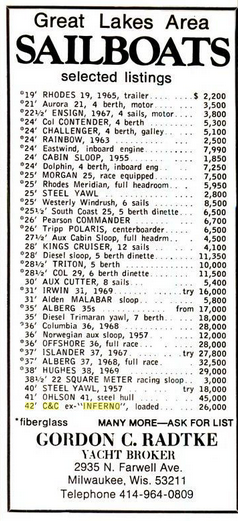 Great Lakes Area
SAILBOATS
selected listings
°19' RHODES 19, 1965, trailer........$ 2,200
°21' Aurora 21, 4 berth, motor....... 3,500
°22½' ENSIGN, 1967, 4 sails, motor.... 3,800
°24' Col CONTENDER, 4 berth........ 5,300
°24' CHALLENGER, 4 berth, galley.... 5,100
°24' RAINBOW, 1963............... 2,500
°24' Eastwind, inboard engine........ 7,990
24' CABIN SLOOP, 1955............ 1,850
°24' Dolphin, 4 berth, inboard eng.... 7,250
°25' MORGAN 25, race equipped...... 7,500
°25' Rhodes Meridian, full headroom... 5,950
25' STEEL YAWL.................. 2,800
°25' Westerly Windrush, 6 sails....... 8,500
°25½' South Coast 25, 5 berth dinette... 6,500
°26' Pearson COMMANDER.......... 6,700
°26' Tripp POLARIS, centerboarder..... 6,500
27½' Aux Cabin Sloop, full headrm.... 4,500
28' KINGS CRUISER, 12 sails........ 4,110
°28' Diesel sloop, 5 berth dinette...... 11,350
°28½' TRITON, 5 berth.............. 10,000
°28½' COL 29, 6 berth dinette......... 11,500
30' AUX CUTTER, 8 sails........... 5,400
°31' IRWIN 31, 1969.............try 16,000
31' Alden MALABAR sloop......... 5,800
°35' ALBERG 35s...............from 17,000
35' Diesel Trimaran yawl, 7 berth..... 18,000
°36' Columbia 36, 1968............. 28,000
36' Norwegian aux sloop, 1957....... 12,000
°36' OFFSHORE 36, full race......... 28,000
°37' ISLANDER 37, 1967..........try 27,800
°37' ALBERG 37, 1968, full race...... 32,500
°38' HUGHES 38, 1969............. 29,000
38½' 22 SQUARE METER racing sloop.. 3,000
40' STEEL YAWL, 1957..........try 18,000
41' OHLSON 41, steel hull.......... 45,000
42' C&C ex-"INFERNO", loaded..... 26,000
*fiberglass MANY MORE—ASK FOR LIST
GORDON C. RADTKE
YACHT BROKER
2935 N. Farwell Ave.
Milwaukee, Wis. 53211
Telephone 414-964-0809